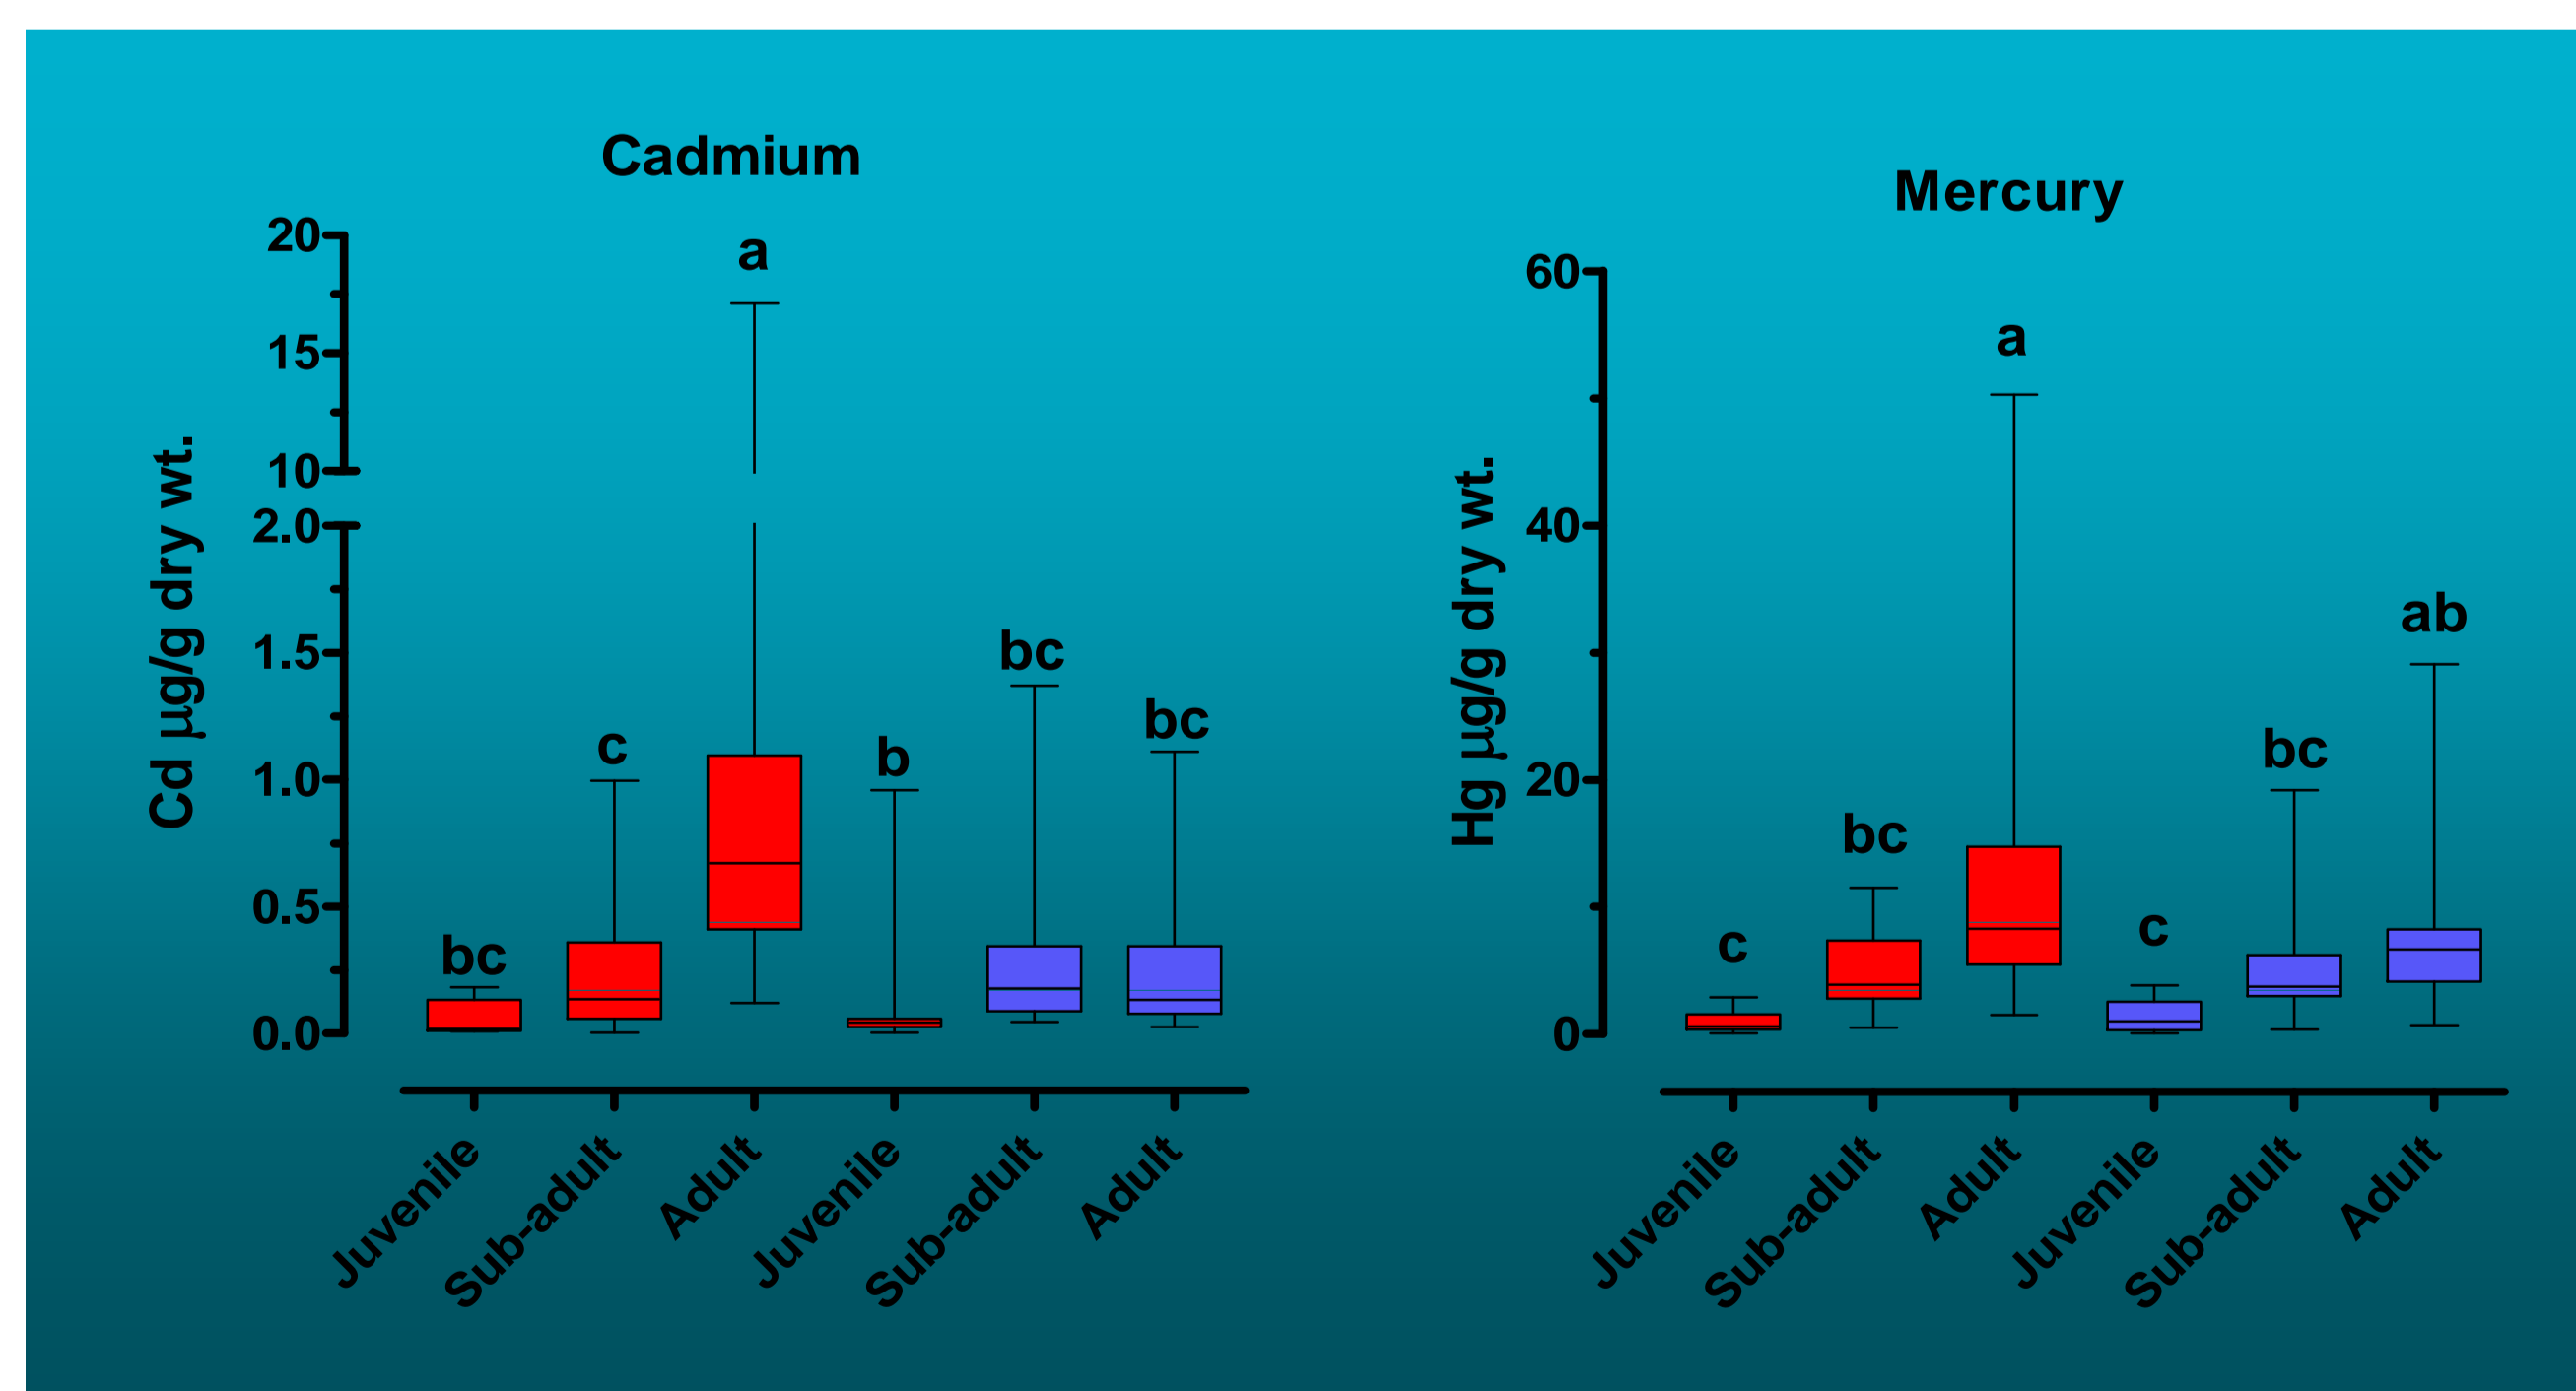 Cadmium
20
15
10
2.0
1.5
1.0
0.5
0.0
Cd µg/g dry wt.
bc
c
a
b
bc
bc
Juvenile
Sub-adult
Adult
Juvenile
Sub-adult
Adult
Mercury
60
40
20
0
Hg µg/g dry wt.
c
bc
a
c
bc
ab
Juvenile
Sub-adult
Adult
Juvenile
Sub-adult
Adult